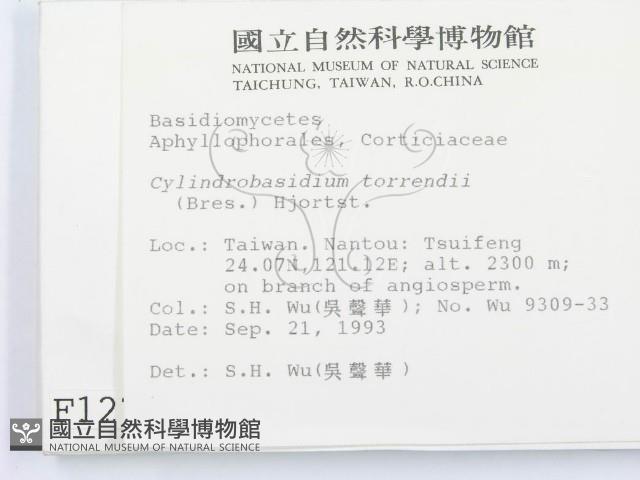 國立自然科學博物館
NATIONAL MUSEUM OF NATURAL SCIENCE
TAICHUNG, TAIWAN, R.O.CHINA
Basidiomycetes,
Aphyllophorales, Corticiaceae
Cylindrobasidium torrendii
(Bres.) Hjortst.
Loc.: Taiwan. Nantou: Tsuifeng
24.07N,121.12E; alt. 2300 m;
on branch of angiosperm.
Col.: S.H. Wu(吳聲華); No. Wu 9309-33
Date: Sep. 21, 1993
Det.: S.H. Wu(吳聲華)
國立自然科學博物館
NATIONAL MUSEUM OF NATURAL SCIENCE